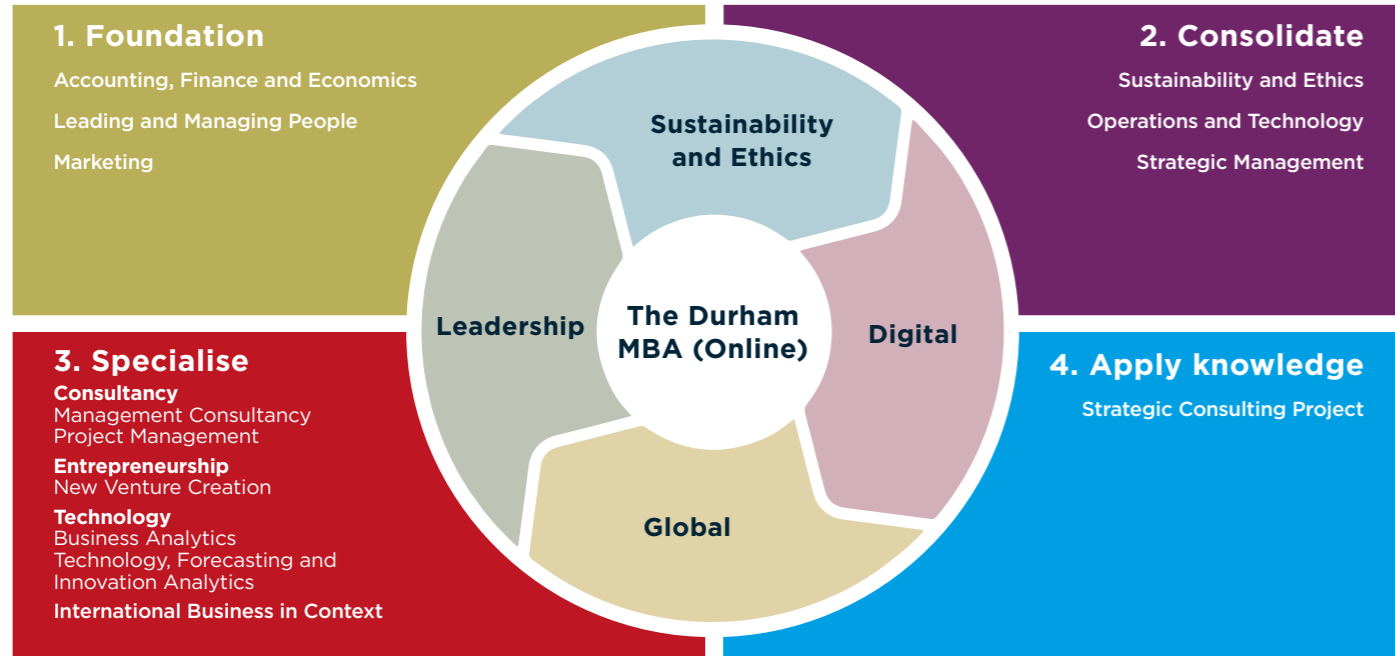 1. Foundation
Accounting, Finance and Economics
Leading and Managing People
Marketing
2. Consolidate
Sustainability and Ethics
Operations and Technology
Strategic Management
Sustainability
and Ethics
Leadership
The Durham
MBA (Online)
Digital
Global
3. Specialise
Consultancy
Management Consultancy
Project Management
Entrepreneurship
New Venture Creation
Technology
Business Analytics
Technology, Forecasting and
Innovation Analytics
International Business in Context
4. Apply knowledge
Strategic Consulting Project